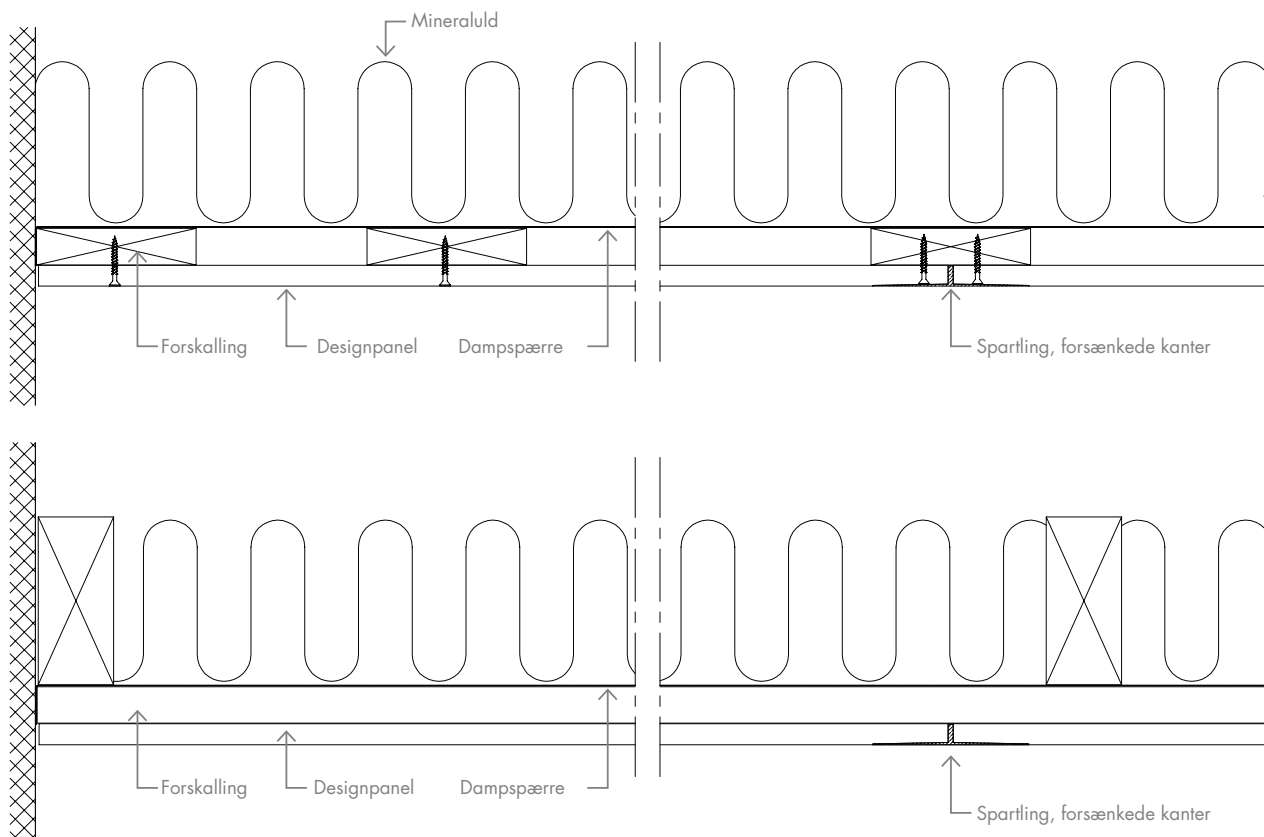 Mineraluld
Forskalling
Designpanel
Dampspærre
Spartling, forsænkede kanter
Forskalling
Designpanel
Dampspærre
Spartling, forsænkede kanter